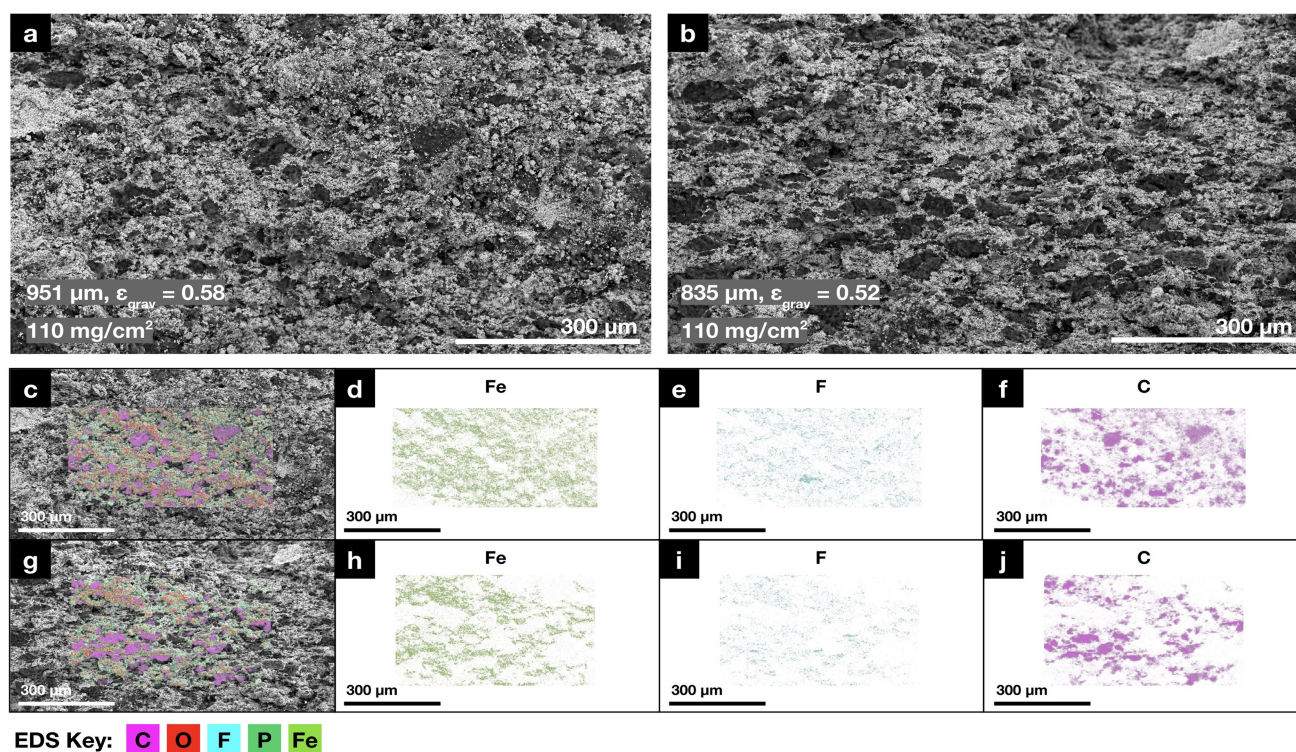 a
951 µm, ε_grav = 0.58
110 mg/cm²
300 µm
b
835 µm, ε_grav = 0.52
110 mg/cm²
300 µm
c
300 µm
d
Fe
300 µm
e
F
300 µm
f
C
300 µm
g
300 µm
h
Fe
300 µm
i
F
300 µm
j
C
300 µm
EDS Key: C O F P Fe